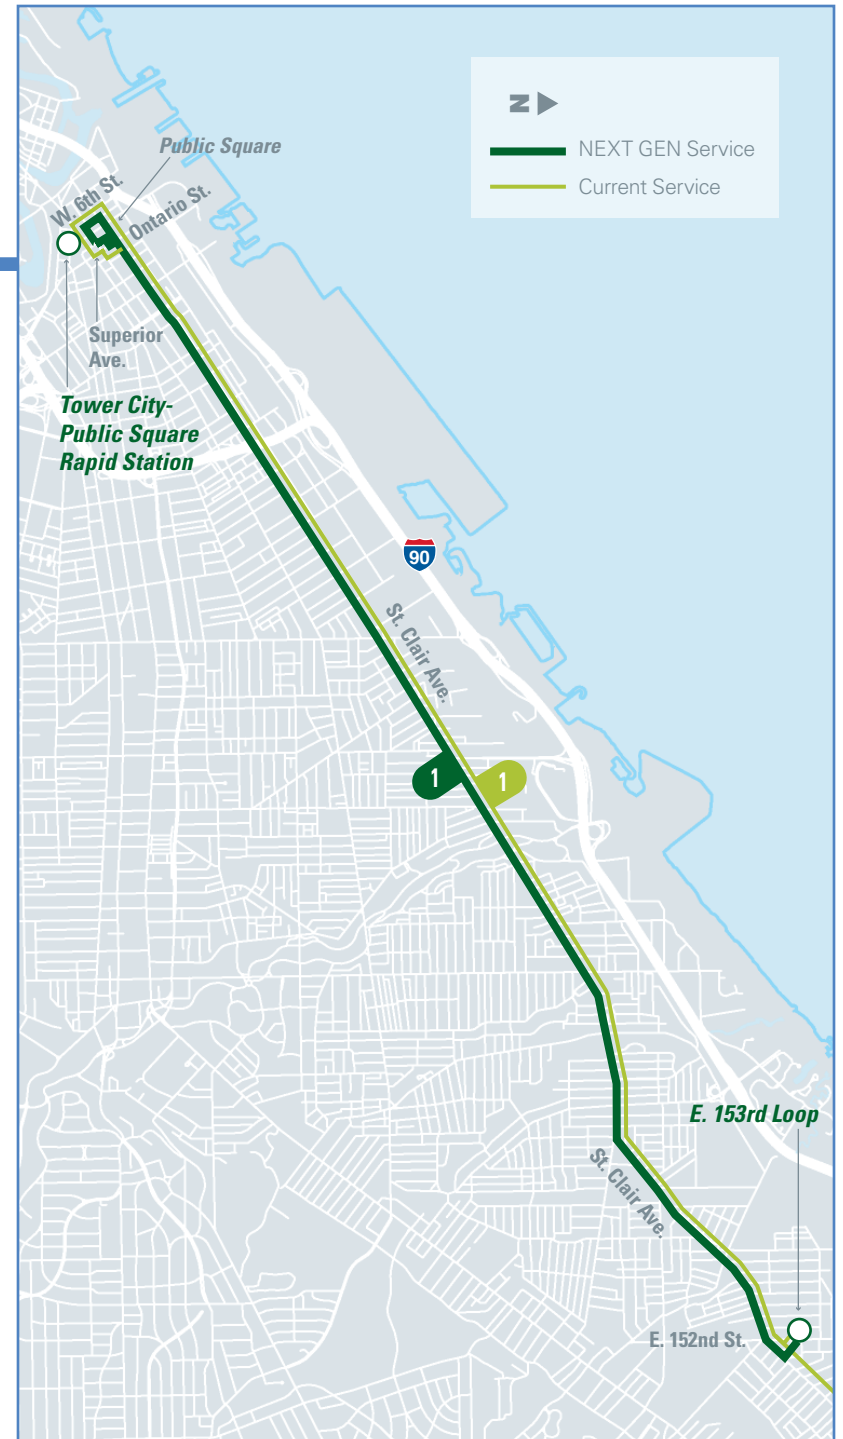 N
NEXT GEN Service
Current Service
Public Square
W. 6th St.
Ontario St.
Superior
Ave.
Tower City-
Public Square
Rapid Station
90
St. Clair Ave.
1
1
E. 153rd Loop
St. Clair Ave.
E. 152nd St.